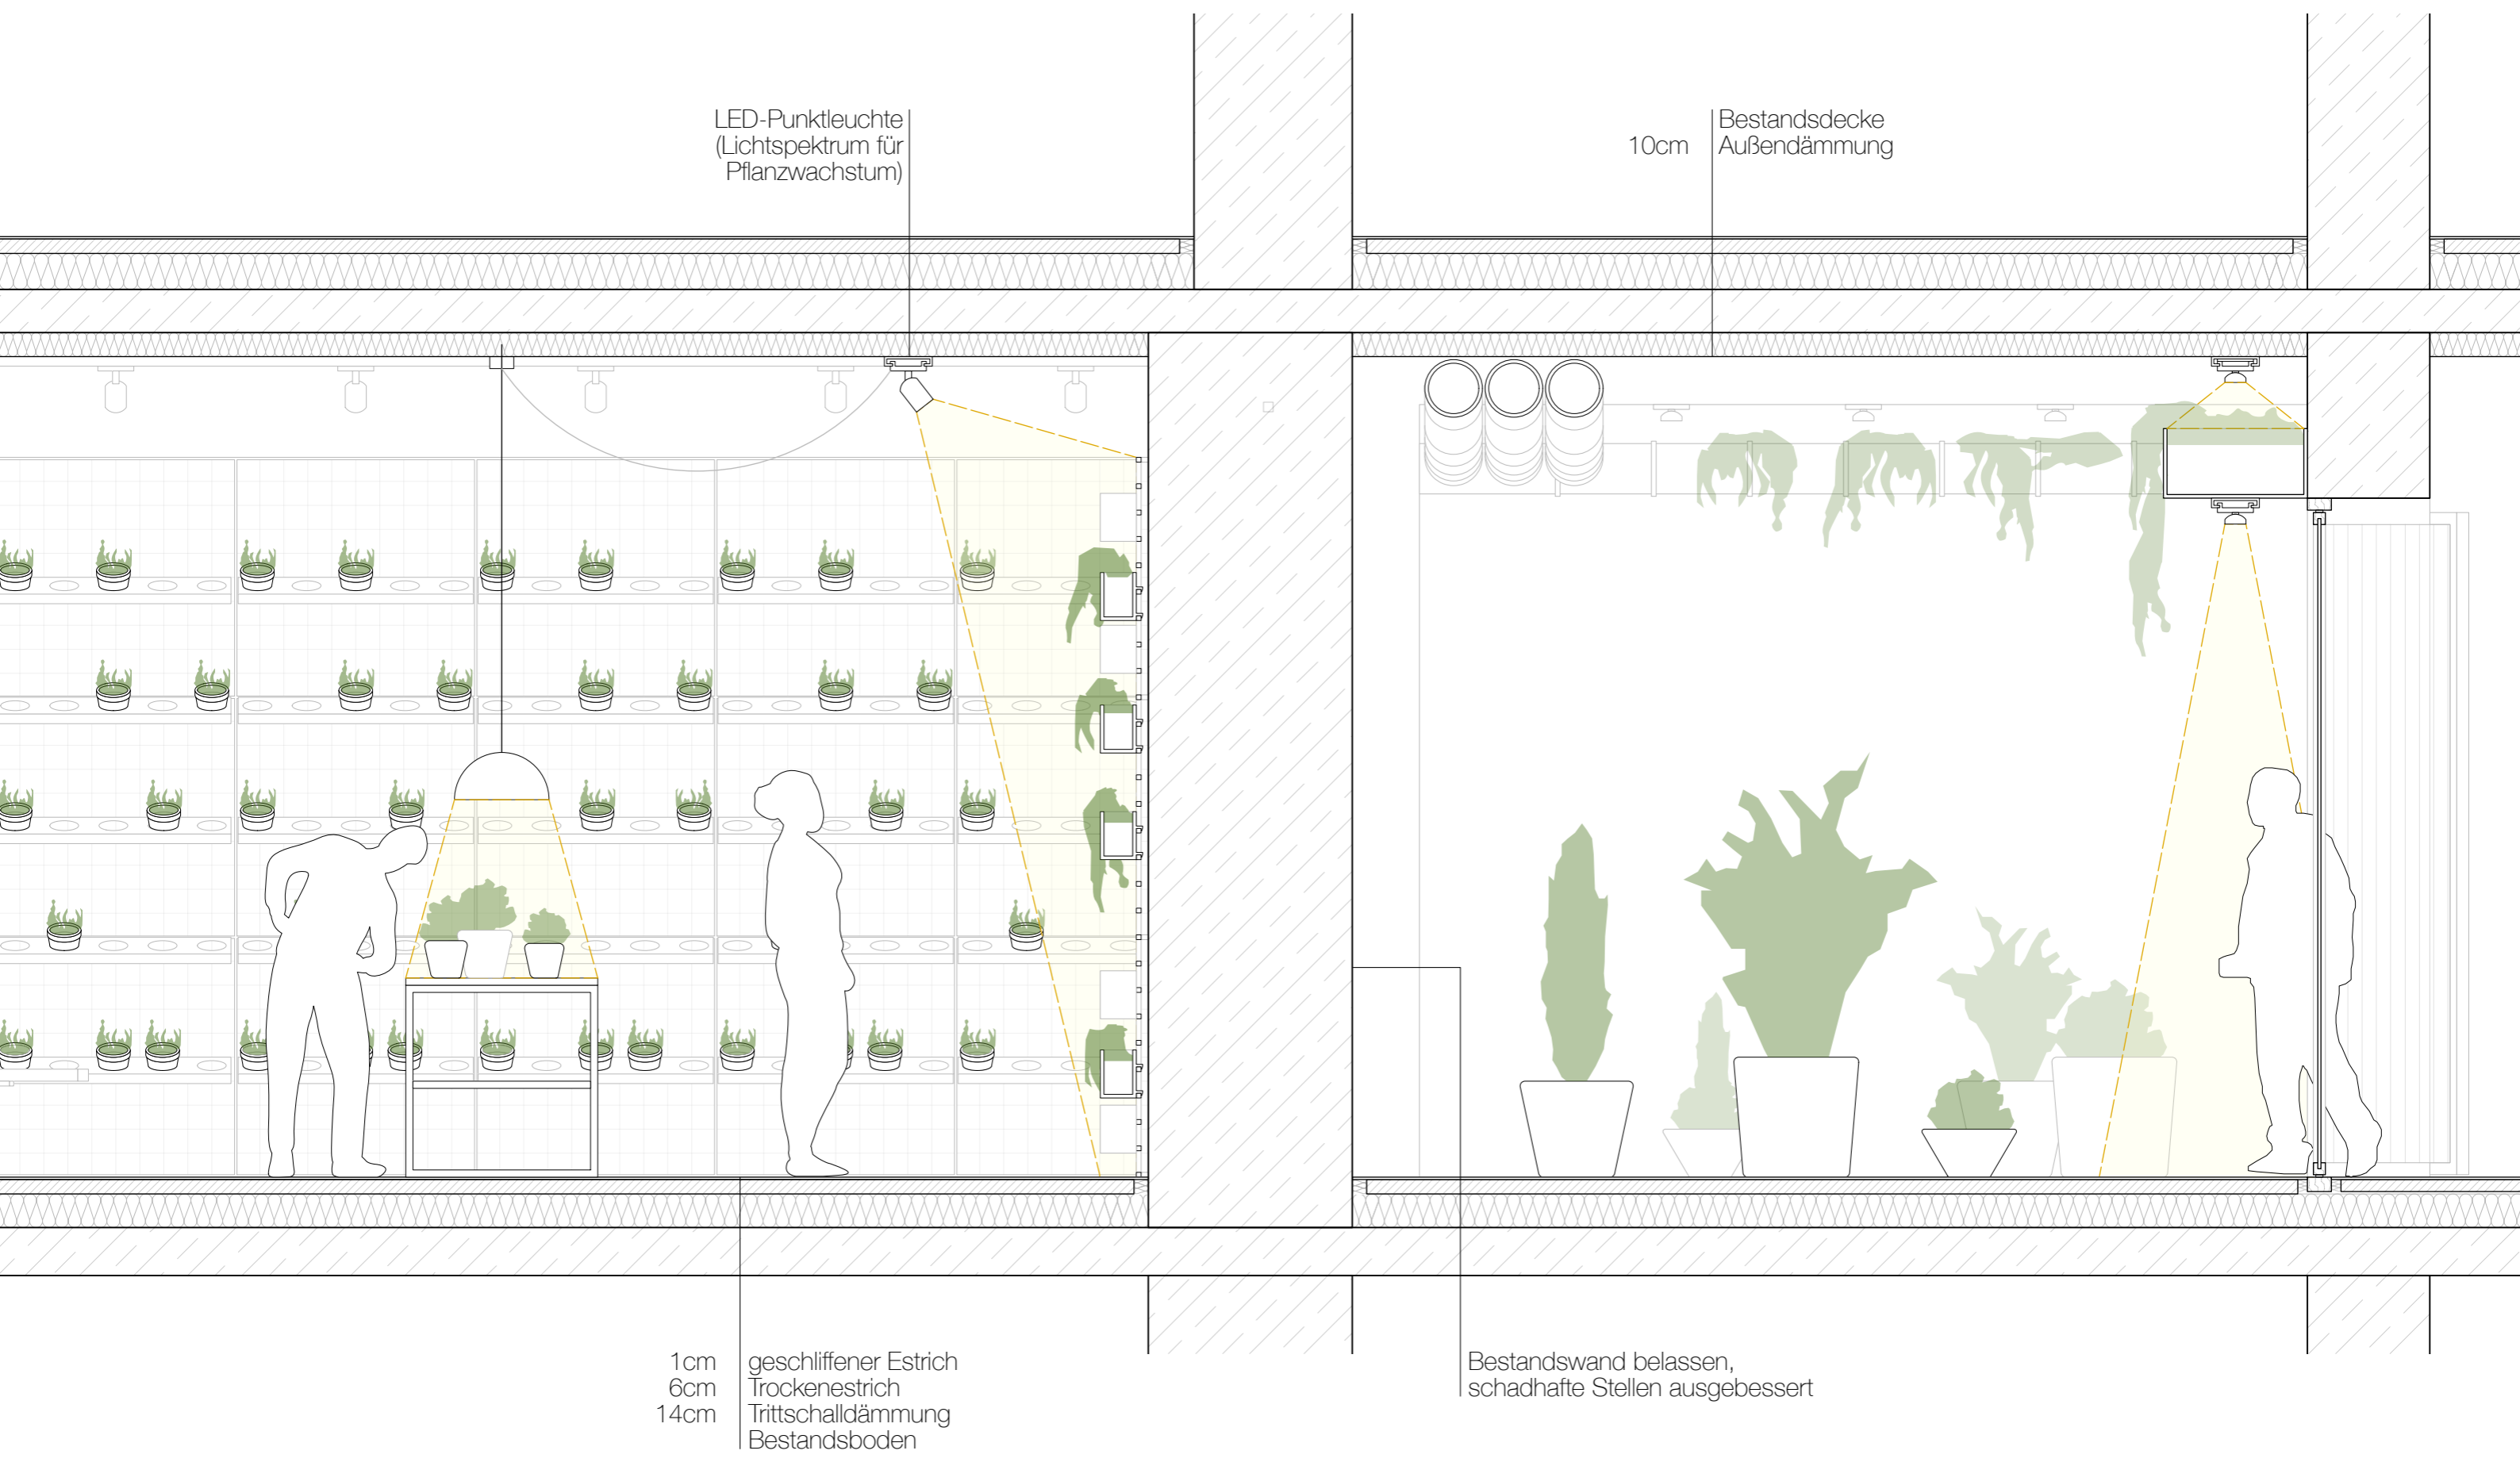 LED-Punktleuchte
(Lichtspektrum für
Pflanzwachstum)
Bestandsdecke
10cm Außendämmung
1cm geschliffener Estrich
6cm Trockenestrich
14cm Trittschalldämmung
Bestandsboden
Bestandswand belassen,
schadhafte Stellen ausgebessert